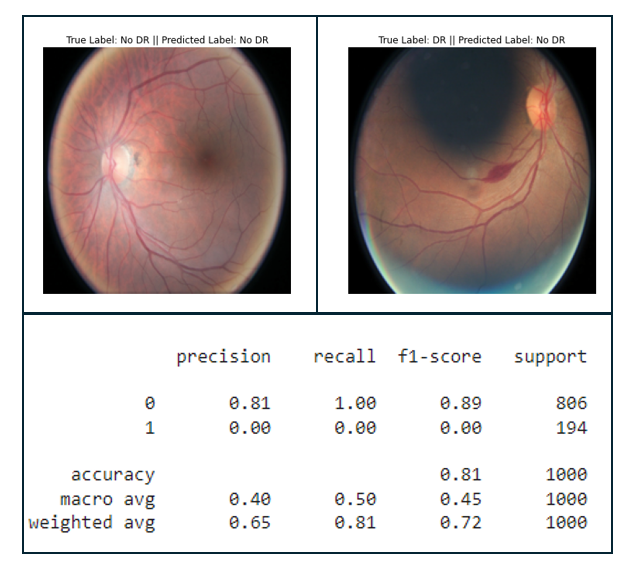 True Label: No DR || Predicted Label: No DR
True Label: DR || Predicted Label: No DR
precision recall f1-score support
0 0.81 1.00 0.89 806
1 0.00 0.00 0.00 194
accuracy 0.81 1000
macro avg 0.40 0.50 0.45 1000
weighted avg 0.65 0.81 0.72 1000